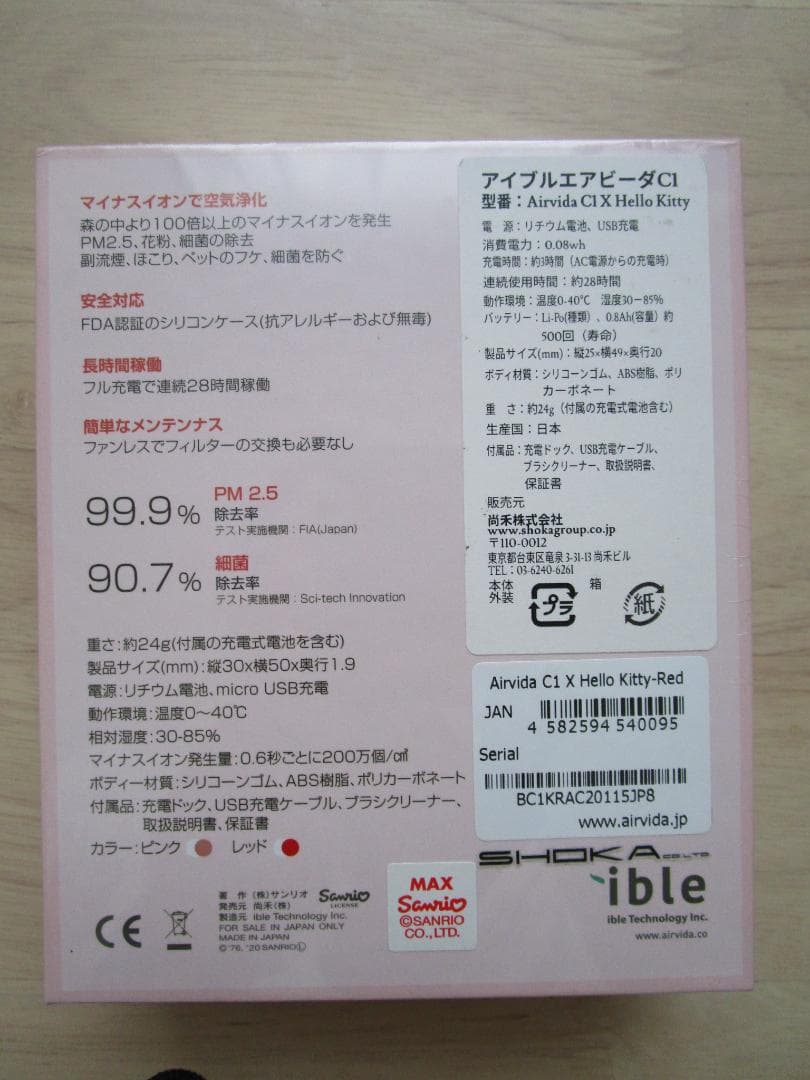 マイナスイオンで空気浄化
森の中より100倍以上のマイナスイオンを発生
PM2.5、花粉、細菌の除去
副流煙、ほこり、ペットのフケ、細菌を防ぐ
安全対応
FDA認証のシリコンケース(抗アレルギーおよび無毒)
長時間稼働
フル充電で連続28時間稼働
簡単なメンテンナス
ファンレスでフィルターの交換も必要なし
99.9% PM 2.5
除去率
テスト実施機関：FIA(Japan)
90.7% 細菌
除去率
テスト実施機関：Sci-tech Innovation
重さ:約24g(付属の充電式電池を含む)
製品サイズ(mm)：縦30x横50x奥行1.9
電源:リチウム電池、micro USB充電
動作環境:温度0〜40℃
相対湿度:30-85%
マイナスイオン発生量:0.6秒ごとに200万個/㎤
ボディー材質:シリコーンゴム、ABS樹脂、ポリカーボネート
付属品:充電ドック、USB充電ケーブル、ブラシクリーナー、
取扱説明書、保証書
カラー:ピンク レッド
CE
著 作 (株)サンリオ
発売元 尚禾(株)
製造元 ible Technology Inc.
FOR SALE IN JAPAN ONLY
MADE IN JAPAN
© '76, '20 SANRIO Ⓛ
Sanrio
LICENSE
MAX
Sanrio
©SANRIO
CO.,LTD.
アイブルエアビーダC1
型番：Airvida C1 X Hello Kitty
電　源：リチウム電池、USB充電
消費電力：0.08wh
充電時間：約3時間（AC電源からの充電時）
連続使用時間：約28時間
動作環境：温度0-40℃　湿度30－85%
バッテリー：Li-Po(種類）、0.8Ah(容量）約
500回（寿命）
製品サイズ(mm)：縦25×横49×奥行20
ボディ材質：シリコーンゴム、ABS樹脂、ポリ
カーボネート
重　さ：約24g（付属の充電式電池含む）
生産国：日本
付属品：充電ドック、USB充電ケーブル、
ブラシクリーナー、取扱説明書、
保証書
販売元
尚禾株式会社
www.shokagroup.co.jp
〒110-0012
東京都台東区竜泉 3-31-13 尚禾ビル
TEL：03-6240-6261
本体
外装
プラ
箱
紙
Airvida C1 X Hello Kitty-Red
JAN
4 582594 540095
Serial
BC1KRAC20115JP8
www.airvida.jp
SHOKA CO.LTD
ible
ible Technology Inc.
www.airvida.co